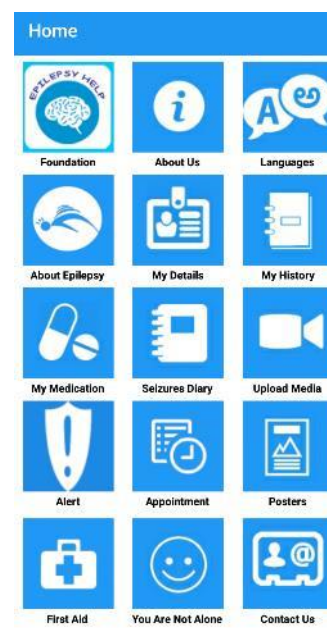 Home
EPILEPSY HELP
Foundation
i
About Us
A
Languages
About Epilepsy
My Details
My History
My Medication
Seizures Diary
Upload Media
Alert
Appointment
Posters
First Aid
You Are Not Alone
@
Contact Us